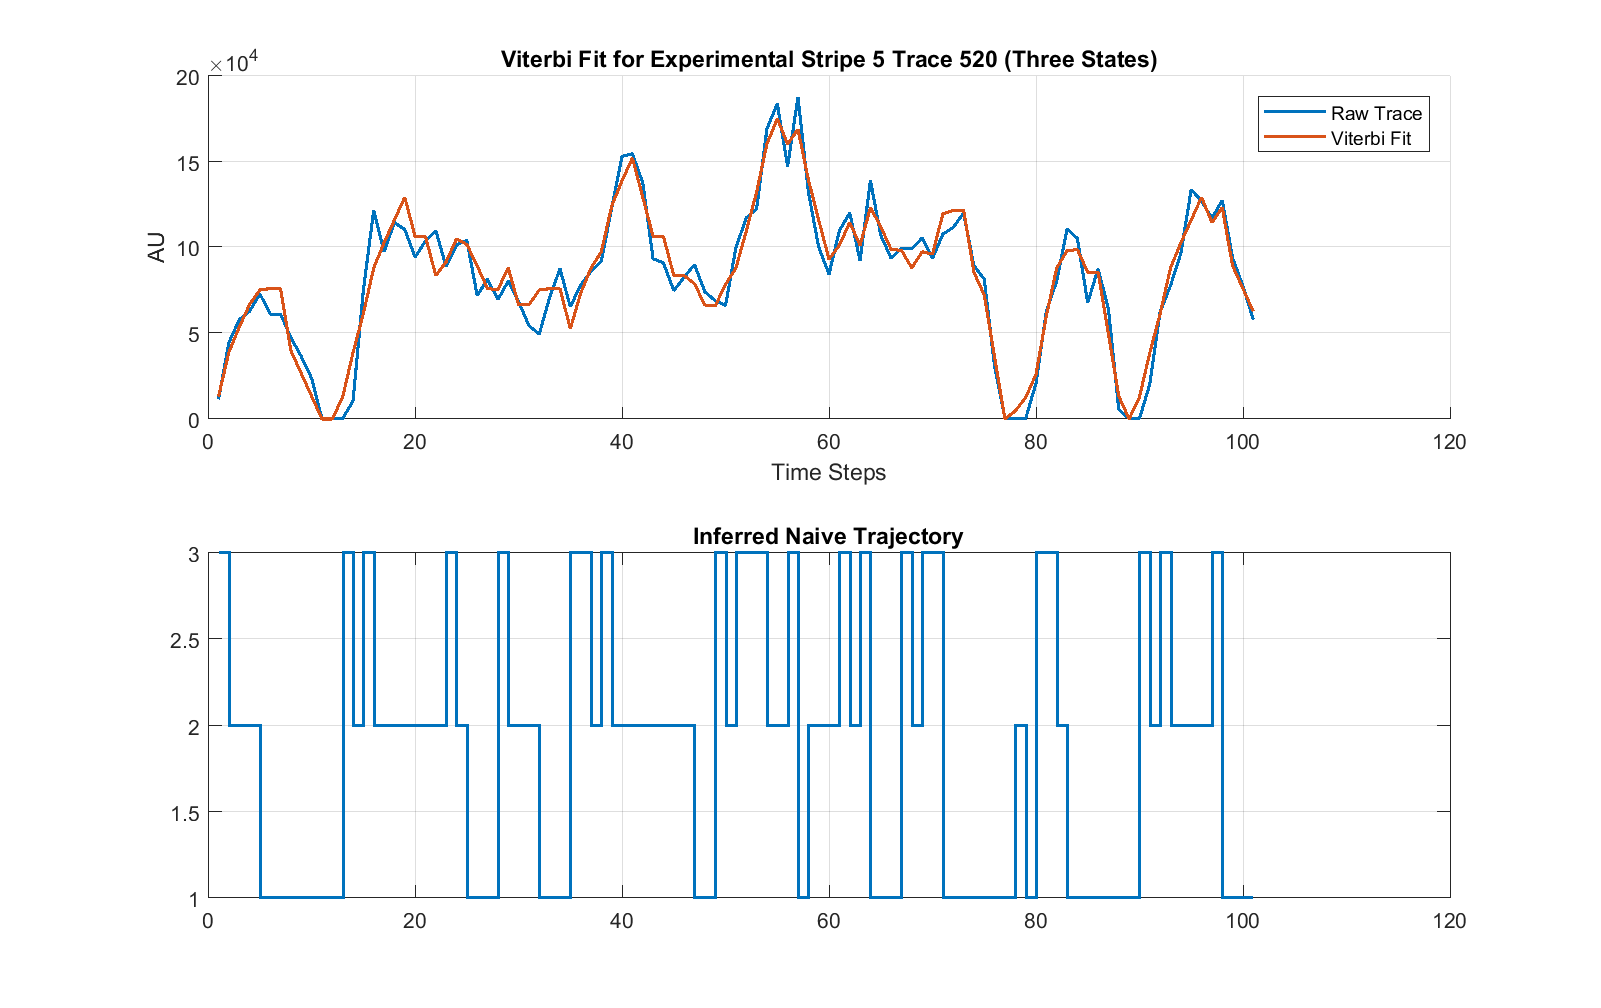 Viterbi Fit for Experimental Stripe 5 Trace 520 (Three States)
×10^4
20
15
10
5
0
AU
Raw Trace
Viterbi Fit
0 20 40 60 80 100 120
Time Steps
Inferred Naive Trajectory
3
2.5
2
1.5
1
0 20 40 60 80 100 120